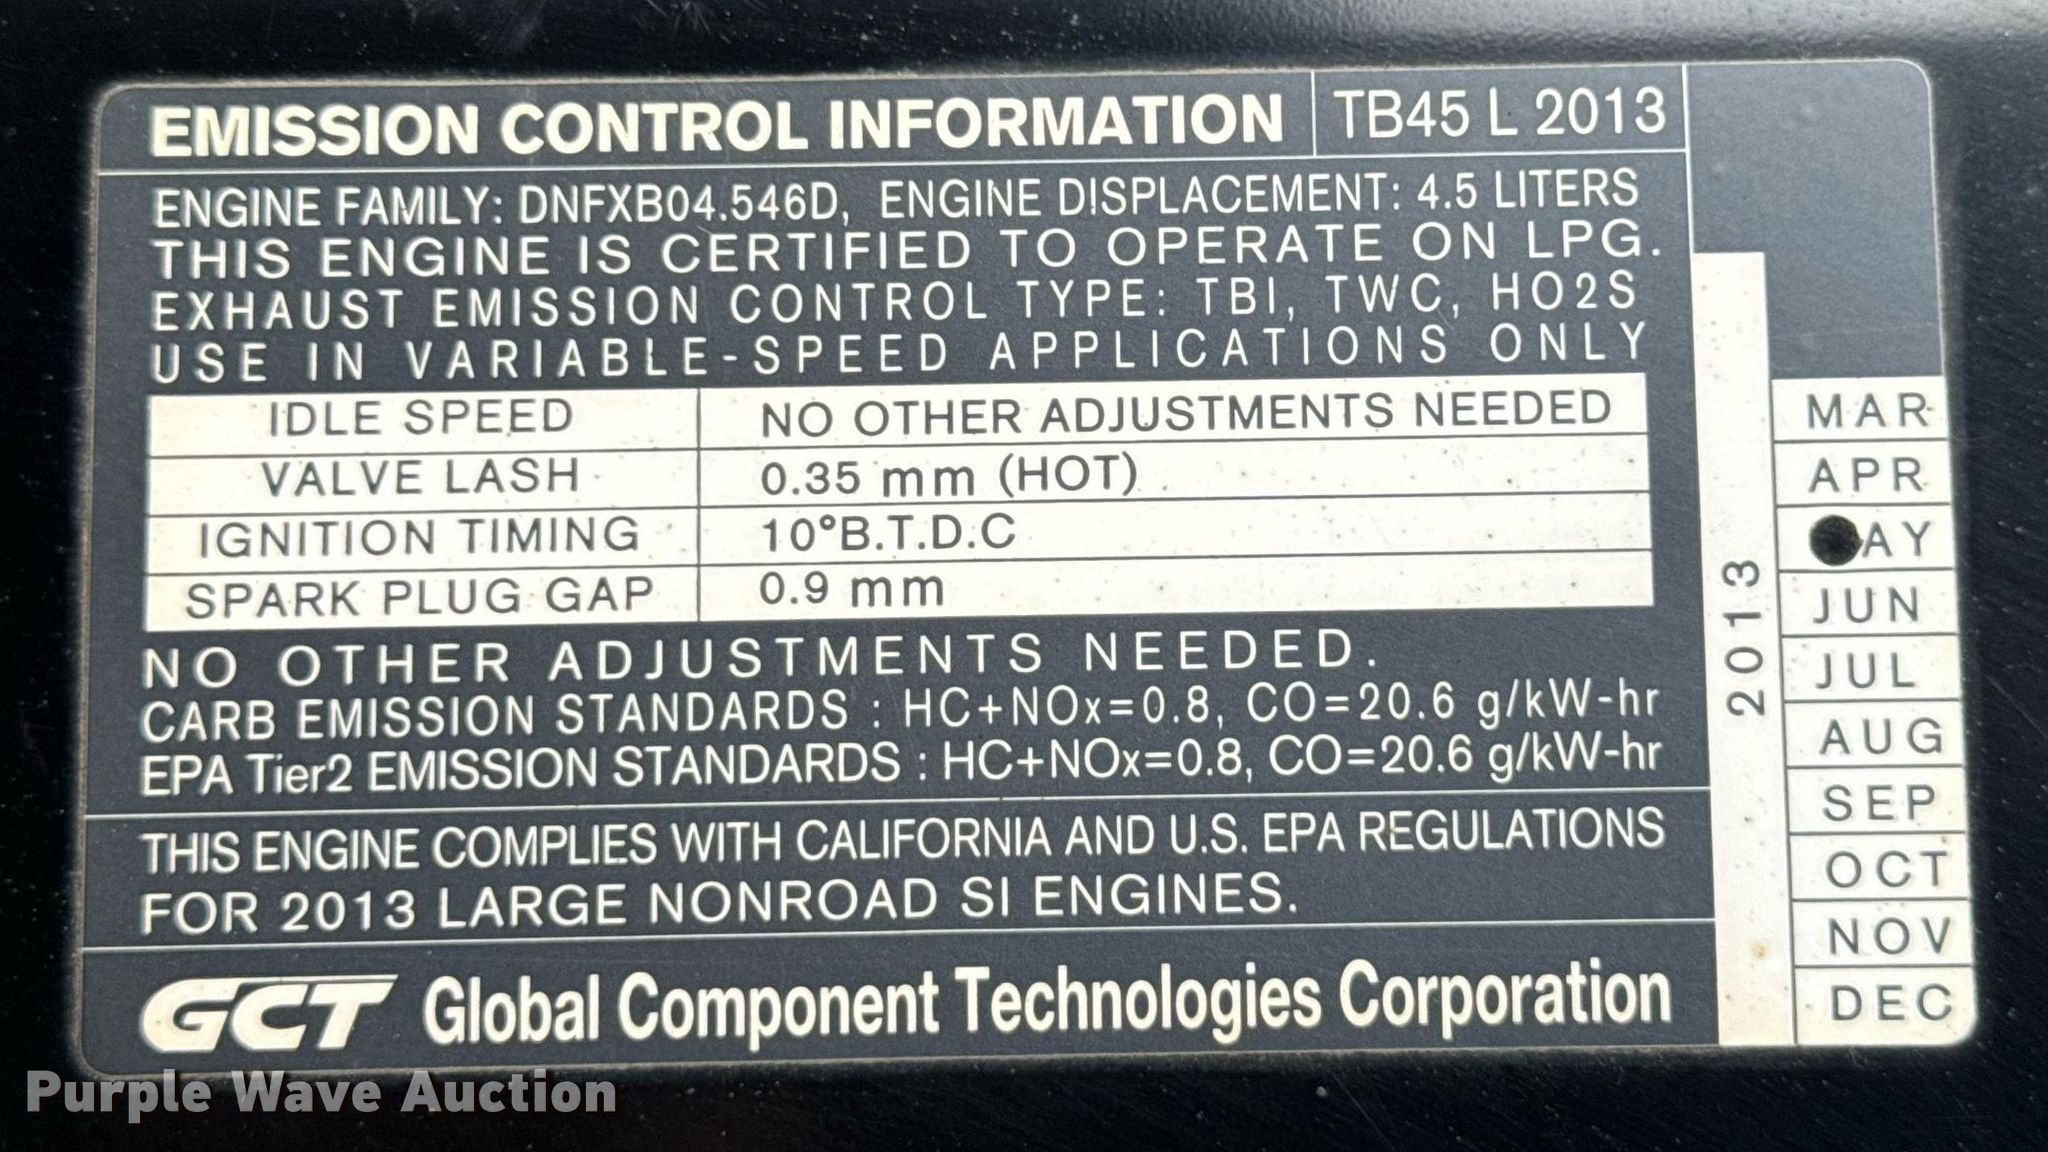 EMISSION CONTROL INFORMATION TB45 L 2013
ENGINE FAMILY: DNFXB04.546D, ENGINE DISPLACEMENT: 4.5 LITERS
THIS ENGINE IS CERTIFIED TO OPERATE ON LPG.
EXHAUST EMISSION CONTROL TYPE: TBI, TWC, HO2S
USE IN VARIABLE-SPEED APPLICATIONS ONLY
IDLE SPEED NO OTHER ADJUSTMENTS NEEDED
VALVE LASH 0.35 mm (HOT)
IGNITION TIMING 10°B.T.D.C
SPARK PLUG GAP 0.9 mm
NO OTHER ADJUSTMENTS NEEDED.
CARB EMISSION STANDARDS : HC+NOx=0.8, CO=20.6 g/kW-hr
EPA Tier2 EMISSION STANDARDS : HC+NOx=0.8, CO=20.6 g/kW-hr
THIS ENGINE COMPLIES WITH CALIFORNIA AND U.S. EPA REGULATIONS
FOR 2013 LARGE NONROAD SI ENGINES.
GCT Global Component Technologies Corporation
2013
MAR
APR
AY
JUN
JUL
AUG
SEP
OCT
NOV
DEC
Purple Wave Auction